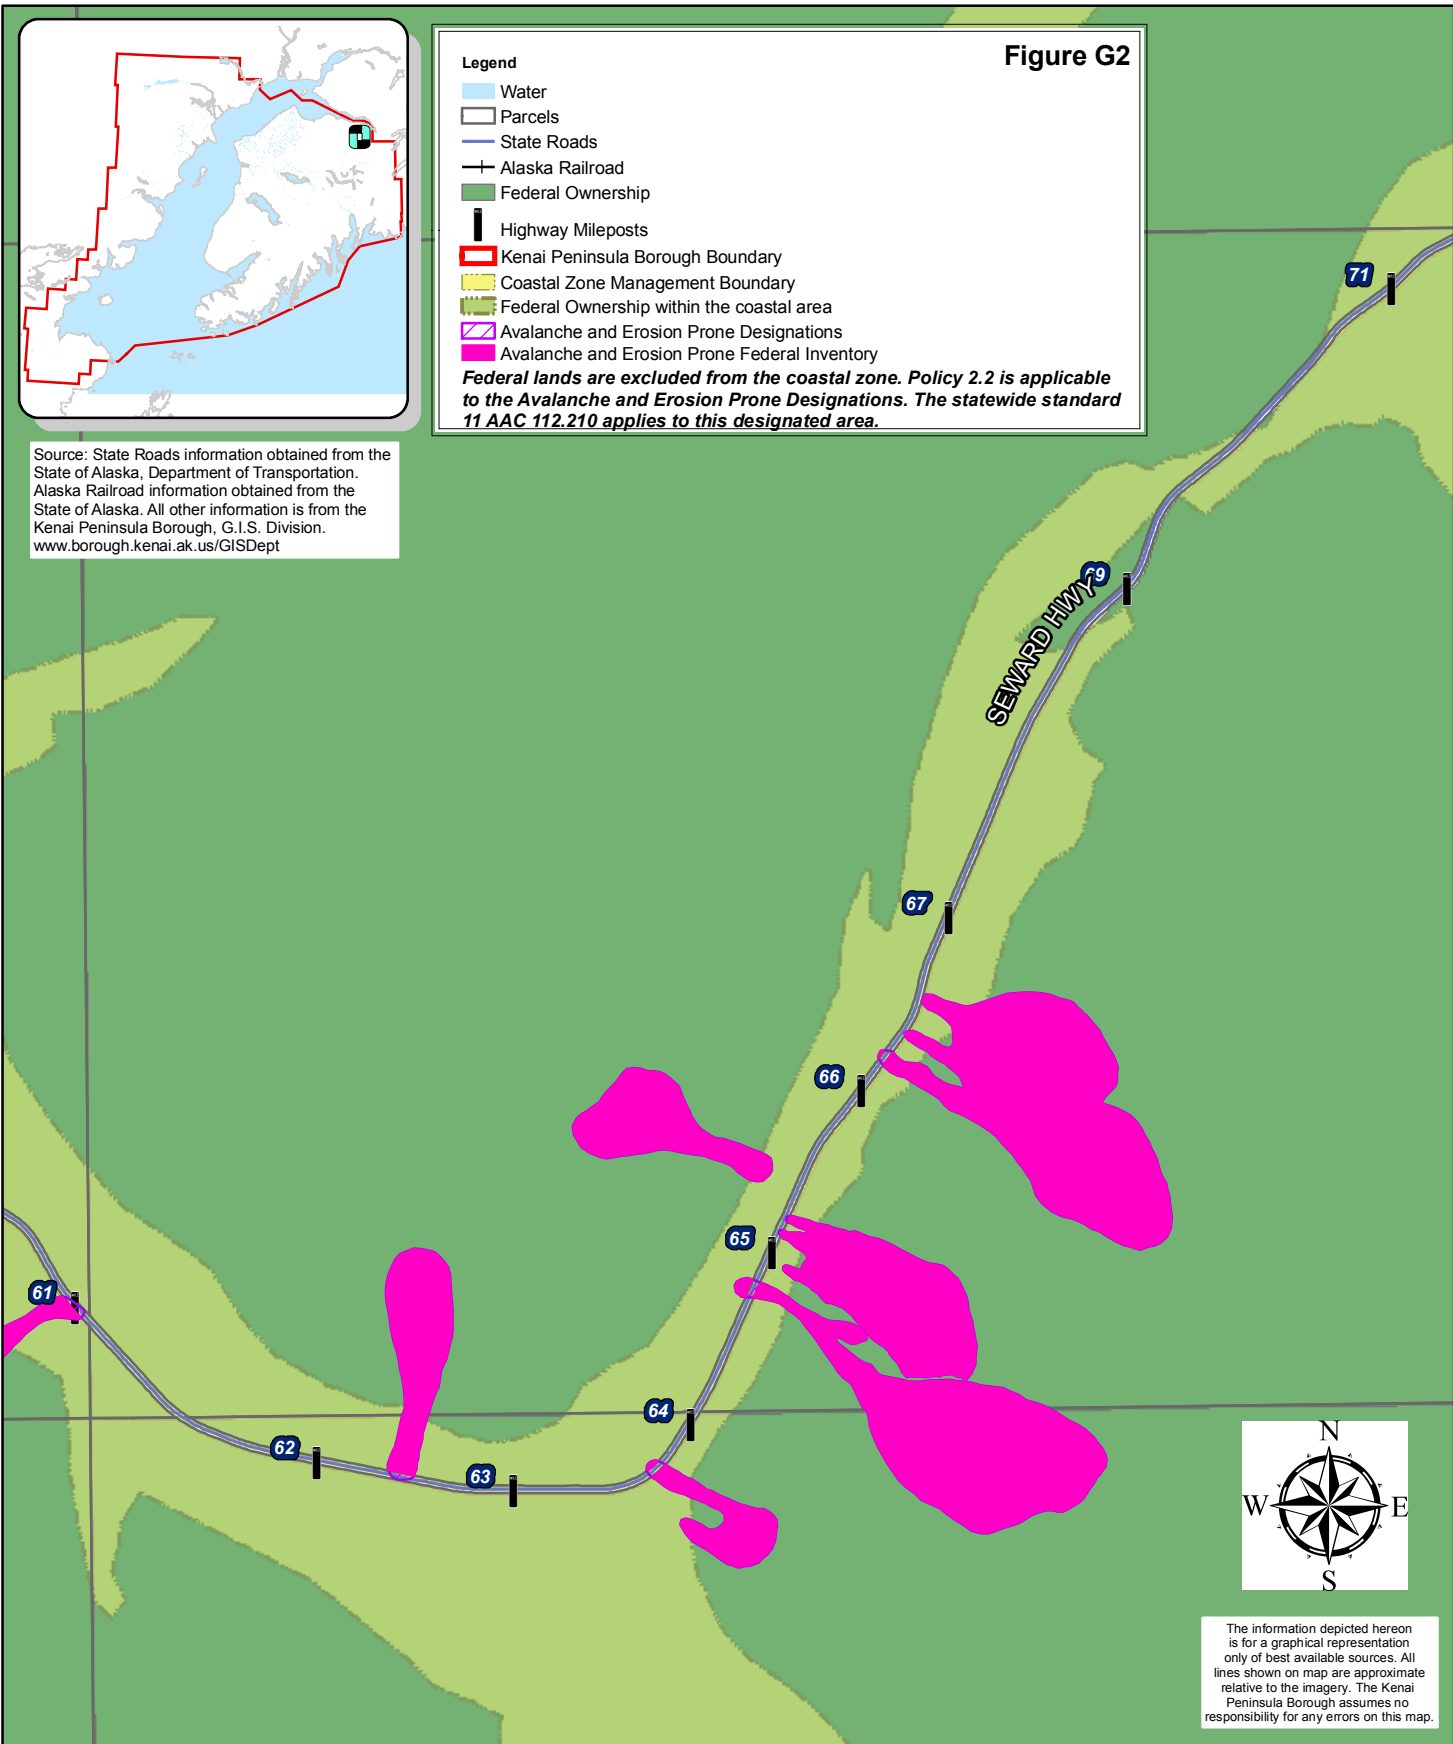 Figure G2
Legend
Water
Parcels
State Roads
Alaska Railroad
Federal Ownership
Highway Mileposts
Kenai Peninsula Borough Boundary
Coastal Zone Management Boundary
Federal Ownership within the coastal area
Avalanche and Erosion Prone Designations
Avalanche and Erosion Prone Federal Inventory
Federal lands are excluded from the coastal zone. Policy 2.2 is applicable
to the Avalanche and Erosion Prone Designations. The statewide standard
11 AAC 112.210 applies to this designated area.
Source: State Roads information obtained from the
State of Alaska, Department of Transportation.
Alaska Railroad information obtained from the
State of Alaska. All other information is from the
Kenai Peninsula Borough, G.I.S. Division.
www.borough.kenai.ak.us/GISDept
71
69
SEWARD HWY
67
66
65
61
64
62
63
N
W
E
S
The information depicted hereon
is for a graphical representation
only of best available sources. All
lines shown on map are approximate
relative to the imagery. The Kenai
Peninsula Borough assumes no
responsibility for any errors on this map.